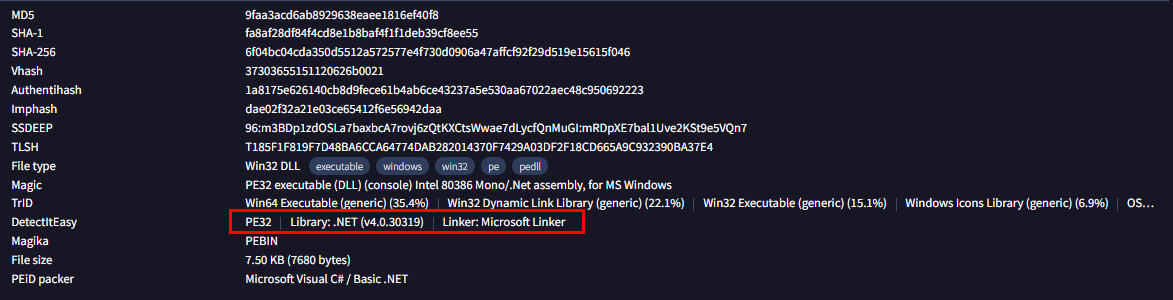 MD5 9faa3acd6ab8929638eaee1816ef40f8
SHA-1 fa8af28df84f4cd8e1b8baf4f1f1deb39cf8ee55
SHA-256 6f04bc04cda350d5512a572577e4f730d0906a47affcf92f29d519e15615f046
Vhash 37303655151120626b0021
Authentihash 1a8175e626140cb8d9fece61b4ab6ce43237a5e530aa67022aec48c950692223
Imphash dae02f32a21e03ce65412f6e56942daa
SSDEEP 96:m3BDp1zdOSLa7baxbcA7rovj6zQtKXCtsWwae7dLycfQnMuGI:mRDpXE7bal1Uve2KSt9e5VQn7
TLSH T185F1F819F7D48BA6CCA64774DAB282014370F7429A03DF2F18CD665A9C932390BA37E4
File type Win32 DLL executable windows win32 pe pedll
Magic PE32 executable (DLL) (console) Intel 80386 Mono/.Net assembly, for MS Windows
TrID Win64 Executable (generic) (35.4%) Win32 Dynamic Link Library (generic) (22.1%) Win32 Executable (generic) (15.1%) Windows Icons Library (generic) (6.9%) OS…
DetectItEasy PE32 Library: .NET (v4.0.30319) Linker: Microsoft Linker
Magika PEBIN
File size 7.50 KB (7680 bytes)
PEiD packer Microsoft Visual C# / Basic .NET